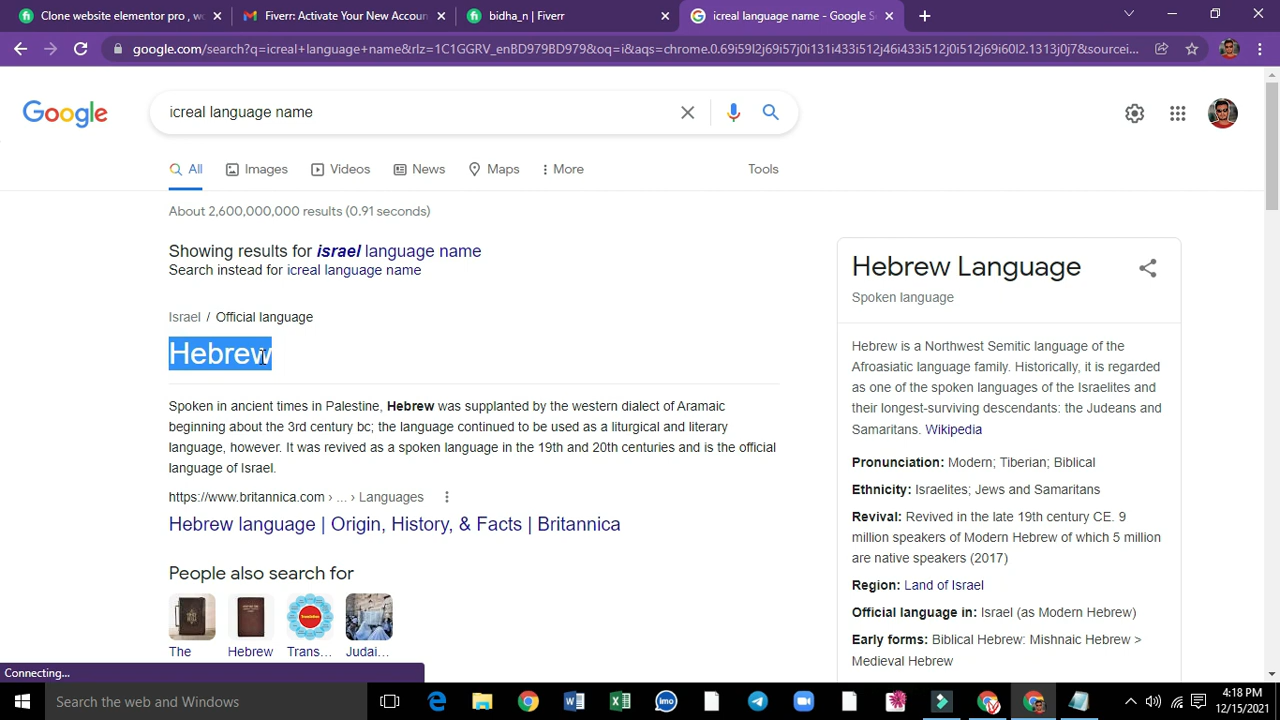 Clone website elementor pro , wo
Fiverr: Activate Your New Accoun
bidha_n | Fiverr
icreal language name - Google Se
google.com/search?q=icreal+language+name&rlz=1C1GGRV_enBD979BD979&oq=i&aqs=chrome.0.69i59l2j69i57j0i131i433i512j46i433i512j0i512j69i60l2.1313j0j7&sourcei...
Google
icreal language name
All
Images
Videos
News
Maps
More
Tools
About 2,600,000,000 results (0.91 seconds)
Showing results for israel language name
Search instead for icreal language name
Israel / Official language
Hebrew
Spoken in ancient times in Palestine, Hebrew was supplanted by the western dialect of Aramaic
beginning about the 3rd century bc; the language continued to be used as a liturgical and literary
language, however. It was revived as a spoken language in the 19th and 20th centuries and is the official
language of Israel.
https://www.britannica.com › ... › Languages
Hebrew language | Origin, History, & Facts | Britannica
People also search for
The
Hebrew
Trans...
Judai...
Hebrew Language
Spoken language
Hebrew is a Northwest Semitic language of the
Afroasiatic language family. Historically, it is regarded
as one of the spoken languages of the Israelites and
their longest-surviving descendants: the Judeans and
Samaritans. Wikipedia
Pronunciation: Modern; Tiberian; Biblical
Ethnicity: Israelites; Jews and Samaritans
Revival: Revived in the late 19th century CE. 9
million speakers of Modern Hebrew of which 5 million
are native speakers (2017)
Region: Land of Israel
Official language in: Israel (as Modern Hebrew)
Early forms: Biblical Hebrew: Mishnaic Hebrew >
Medieval Hebrew
Connecting...
Search the web and Windows
imo
4:18 PM
12/15/2021